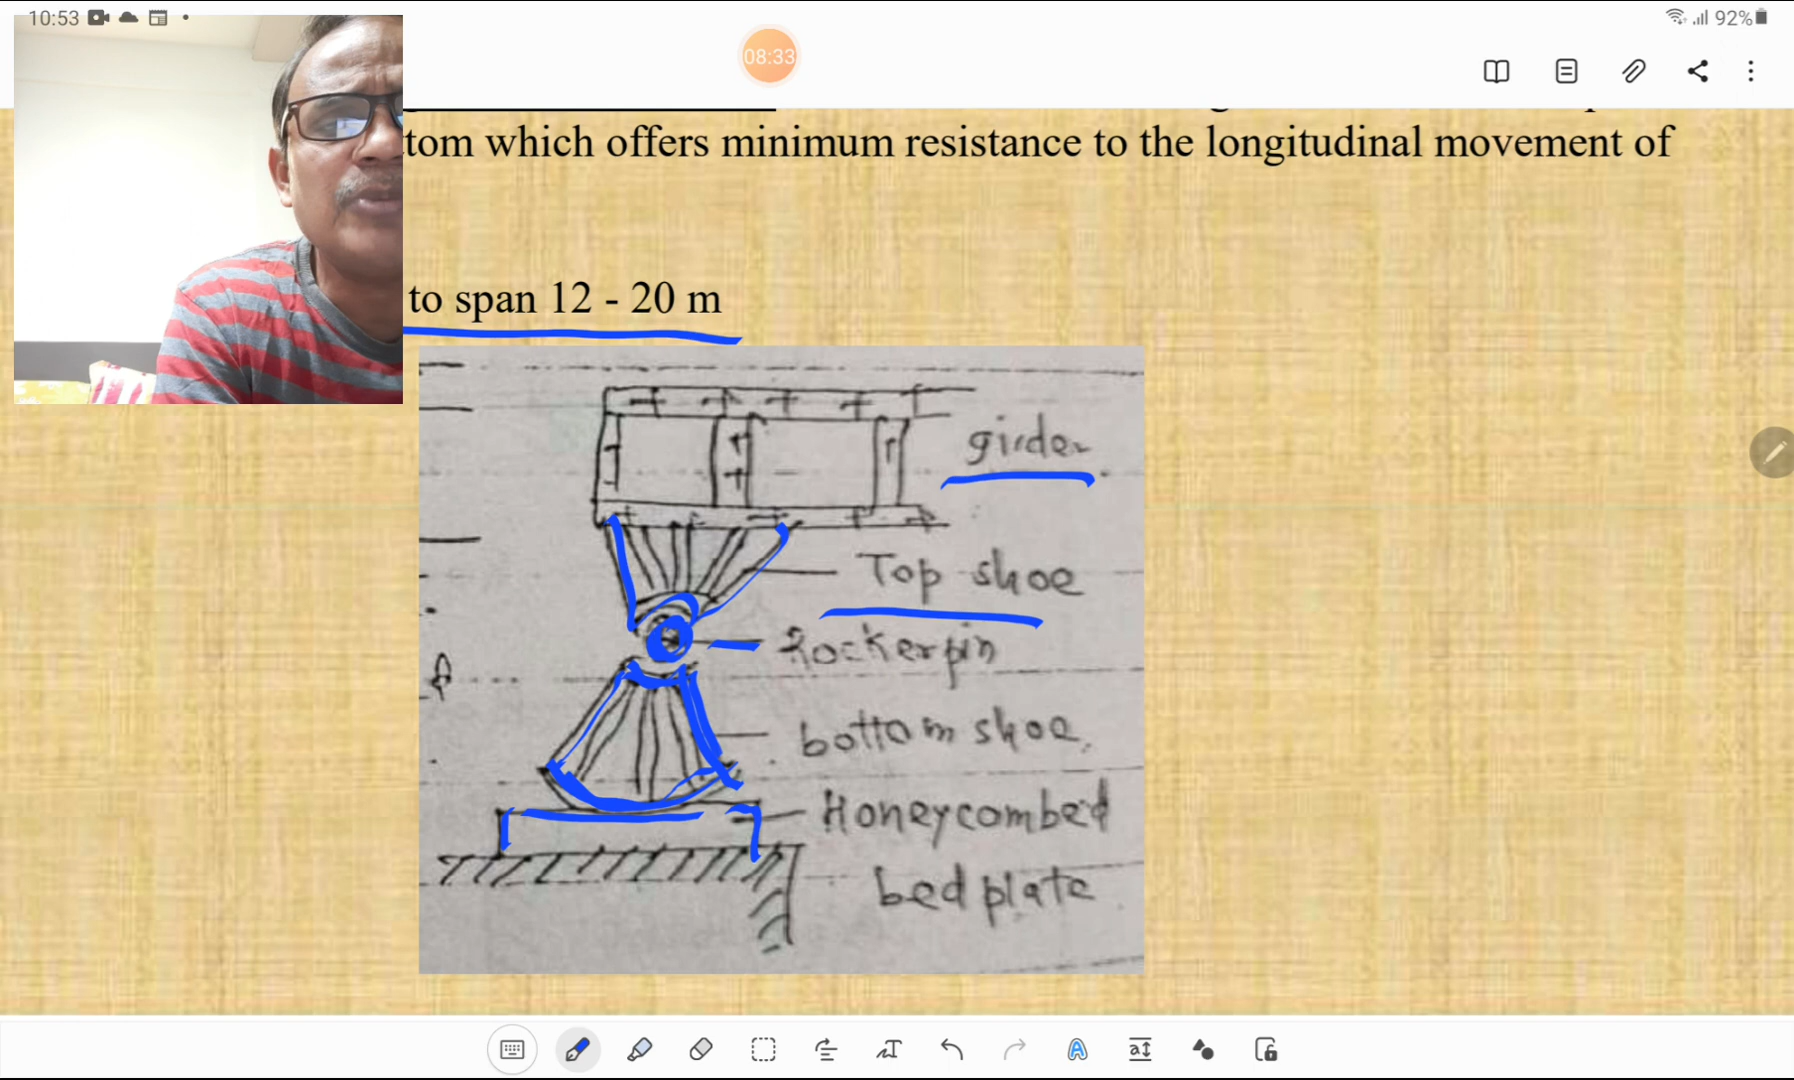 10:53
92%
08:33
tom which offers minimum resistance to the longitudinal movement of
to span 12 - 20 m
girder
Top shoe
Rockerpin
bottom shoe,
Honeycombed
bed plate